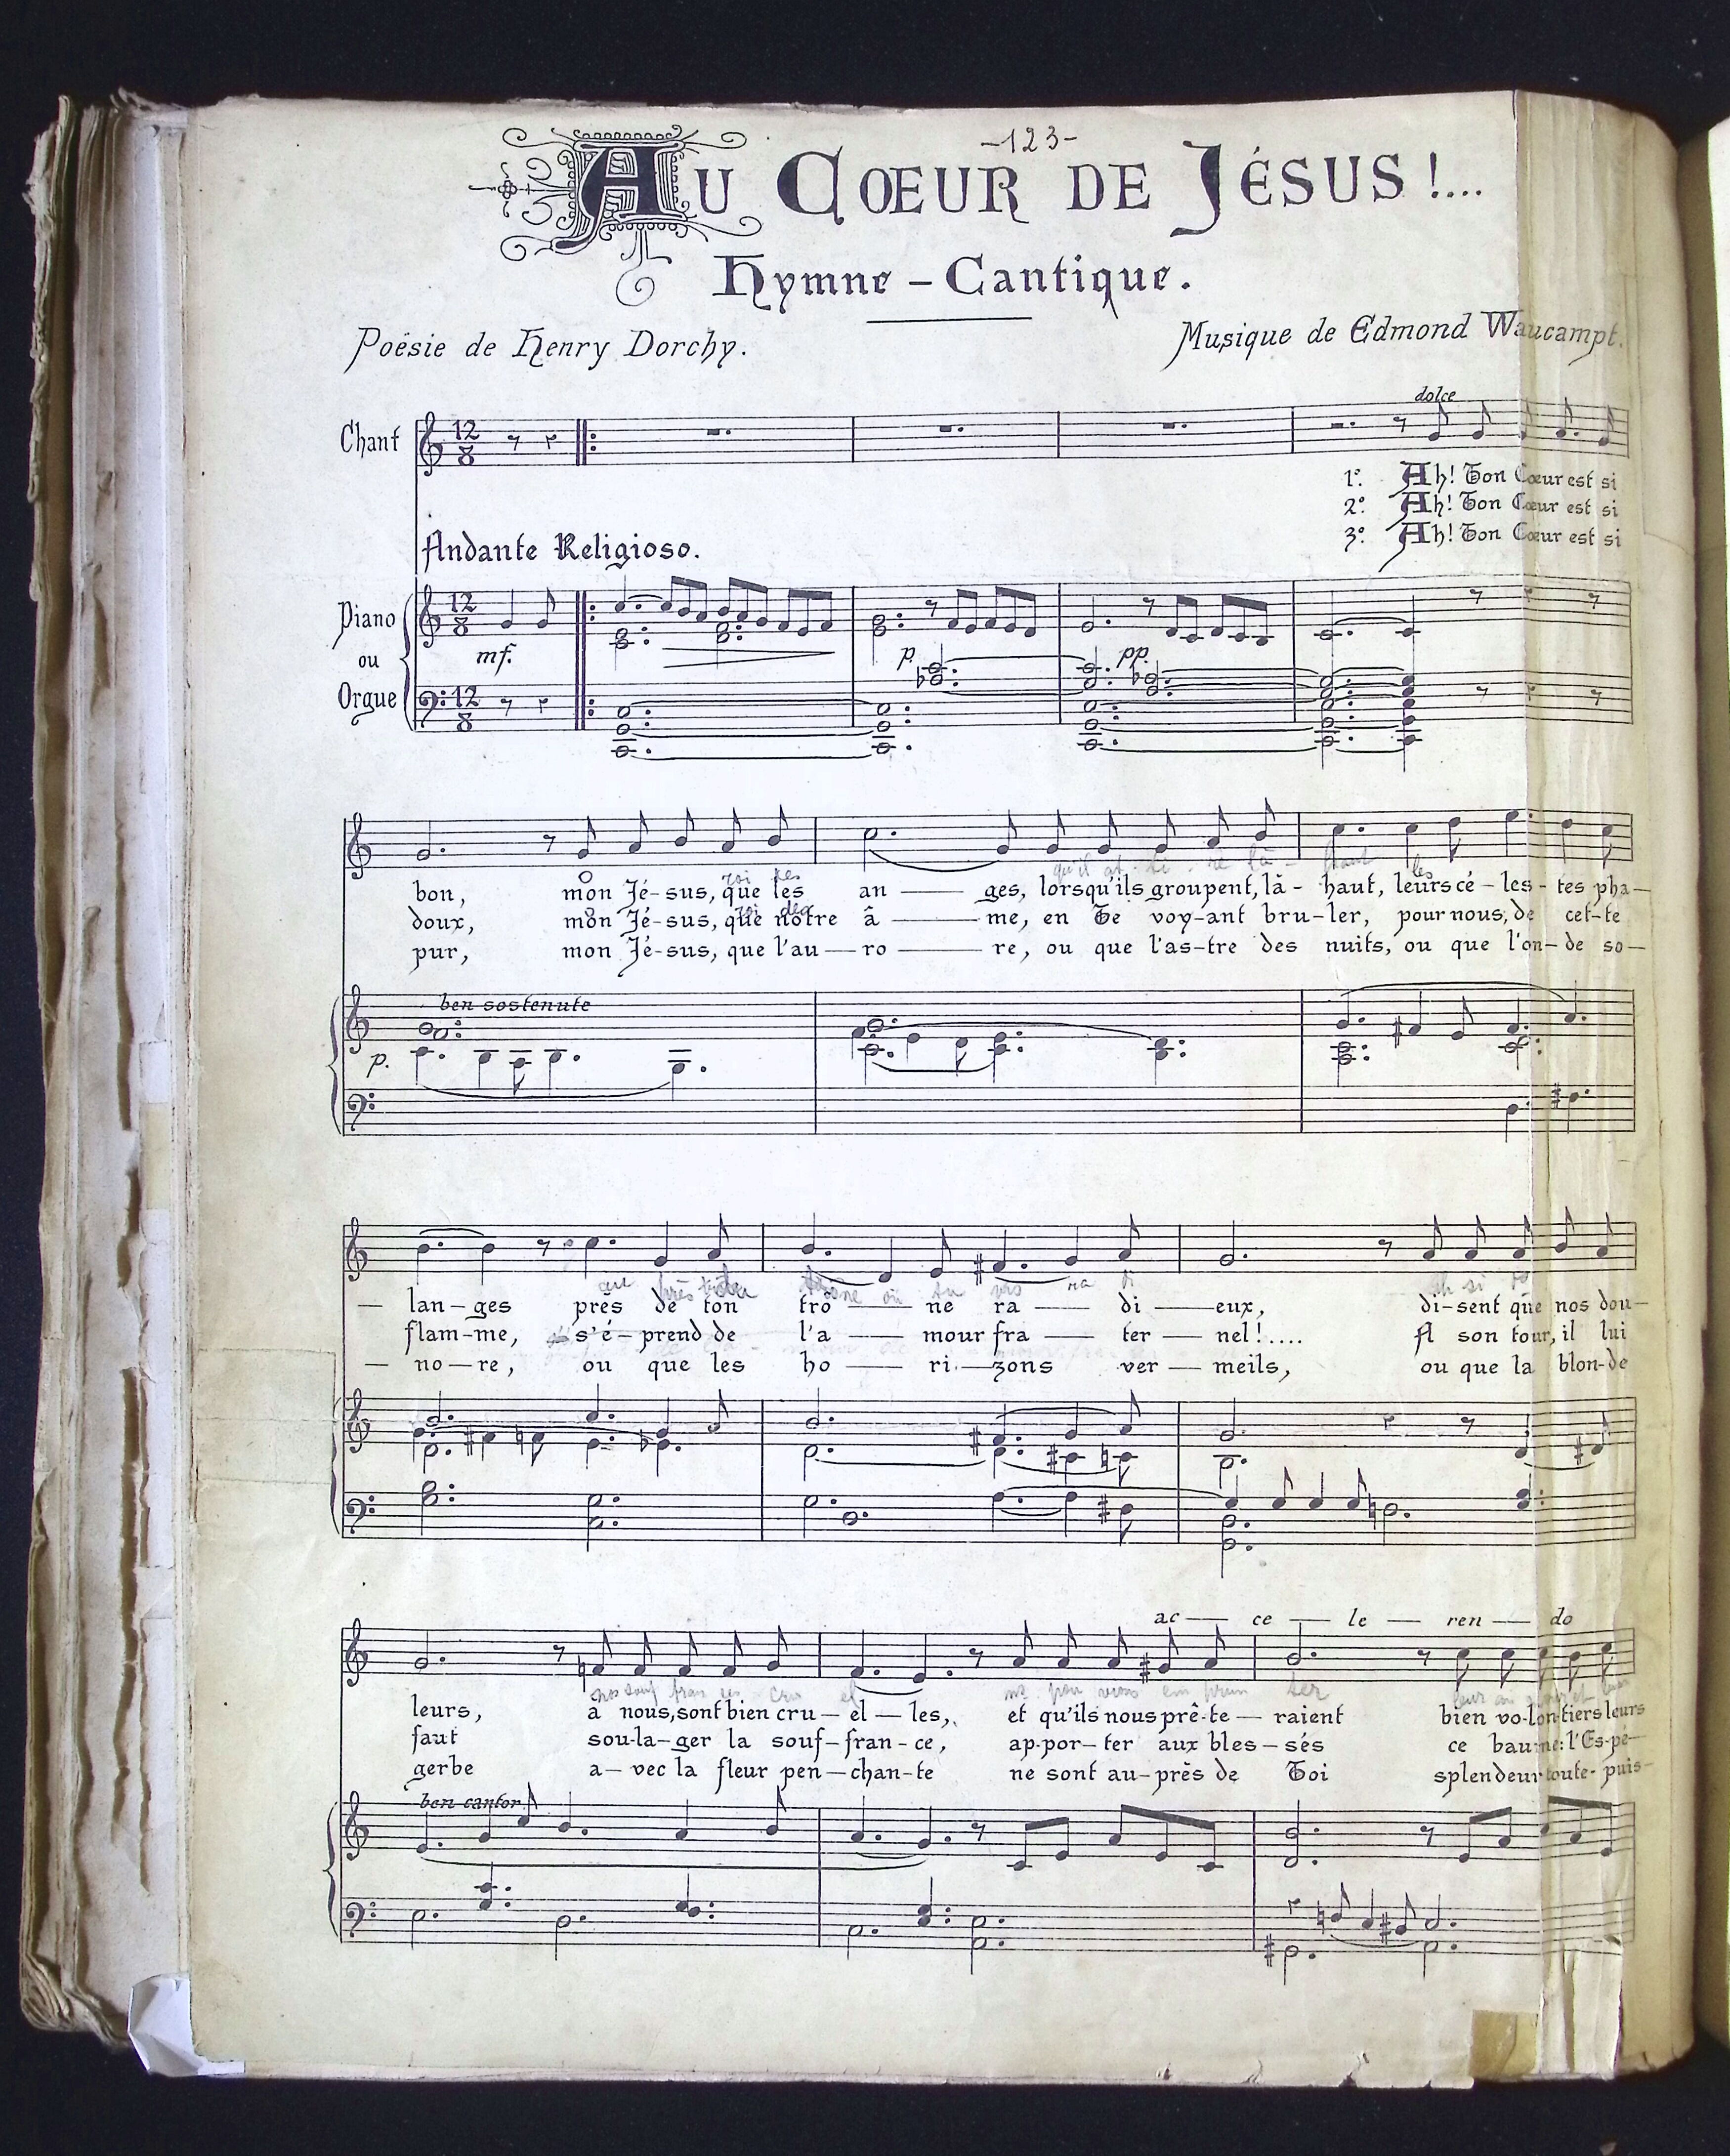 -123-
AU CŒUR DE JÉSUS !...
Hymne - Cantique.
Poésie de Henry Dorchy.
Musique de Edmond Waucampt.
dolce
Chant
12
8
1º. Ah! Ton Cœur est si
2º. Ah! Ton Cœur est si
3º. Ah! Ton Cœur est si
Andante Religioso.
Piano
ou
Orgue
12
8
mf.
p.
pp.
12
8
bon, mon Jé-sus, que les an — ges, lorsqu'ils groupent, là - haut, leurs cé - les - tes pha —
doux, mon Jé-sus, que notre â — me, en Te voy-ant bru-ler, pour nous, de cet-te
pur, mon Jé-sus, que l'au — ro — re, ou que l'as-tre des nuits, ou que l'on-de so —
ben sostenute
p.
— lan-ges près de ton trô — ne ra — di — eux, di-sent que nos dou —
flam-me, s'é-prend de l'a — mour fra — ter — nel!.... A son tour, il lui
— no-re, ou que les ho — ri — zons ver — meils, ou que la blon-de
ac — ce — le — ren — do
leurs, a nous, sont bien cru — el — les, et qu'ils nous prê-te — raient bien vo-lon-tiers leurs
faut sou-la-ger la souf-fran-ce, ap-por-ter aux bles-sés ce baume: l'Es-pé —
gerbe a-vec la fleur pen-chan-te ne sont au-près de Toi splendeur toute-puis —
ben cantor